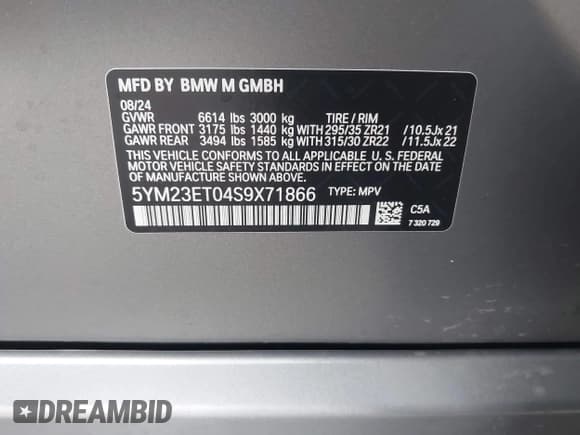 MFD BY BMW M GMBH
08/24
GVWR 6614 lbs 3000 kg TIRE / RIM
GAWR FRONT 3175 lbs 1440 kg WITH 295/35 ZR21 /10.5Jx 21
GAWR REAR 3494 lbs 1585 kg WITH 315/30 ZR22 /11.5Jx 22
THIS VEHICLE CONFORMS TO ALL APPLICABLE U. S. FEDERAL
MOTOR VEHICLE SAFETY STANDARDS IN EFFECT ON THE DATE
OF MANUFACTURE SHOWN ABOVE.
5YM23ET04S9X71866 TYPE: MPV
C5A
7 320 729
DREAMBID